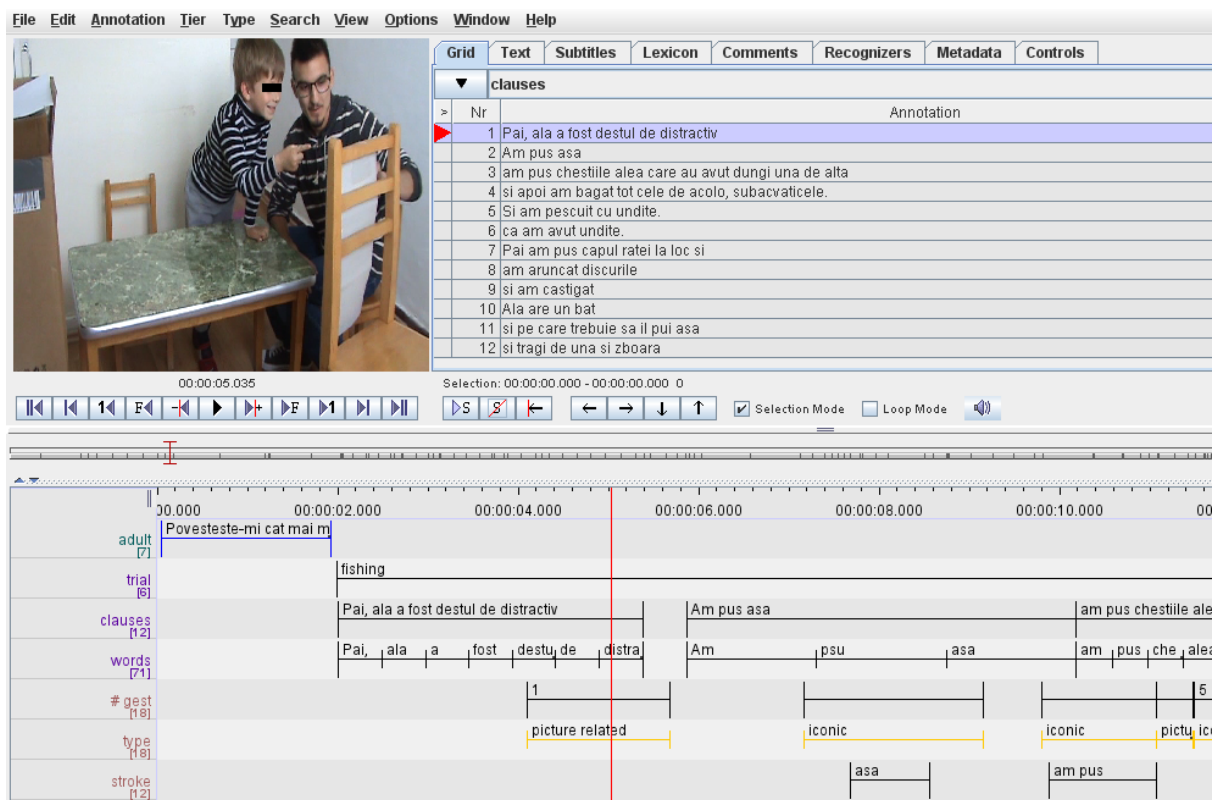 File Edit Annotation Tier Type Search View Options Window Help
Grid Text Subtitles Lexicon Comments Recognizers Metadata Controls
▼ clauses
> Nr Annotation
1 Pai, ala a fost destul de distractiv
2 Am pus asa
3 am pus chestiile alea care au avut dungi una de alta
4 si apoi am bagat tot cele de acolo, subacvaticele.
5 Si am pescuit cu undite.
6 ca am avut undite.
7 Pai am pus capul ratei la loc si
8 am aruncat discurile
9 si am castigat
10 Ala are un bat
11 si pe care trebuie sa il pui asa
12 si tragi de una si zboara
00:00:05.035
Selection: 00:00:00.000 - 00:00:00.000 0
1 F + F 1 S S Selection Mode Loop Mode
00.000 00:00:02.000 00:00:04.000 00:00:06.000 00:00:08.000 00:00:10.000 00
adult [7] Povesteste-mi cat mai m
trial [6] fishing
clauses [12] Pai, ala a fost destul de distractiv Am pus asa am pus chestiile ale
words [71] Pai, ala a fost destu de distra Am psu asa am pus che alea
# gest [18] 1 5
type [18] picture related iconic iconic pictu ico
stroke [12] asa am pus